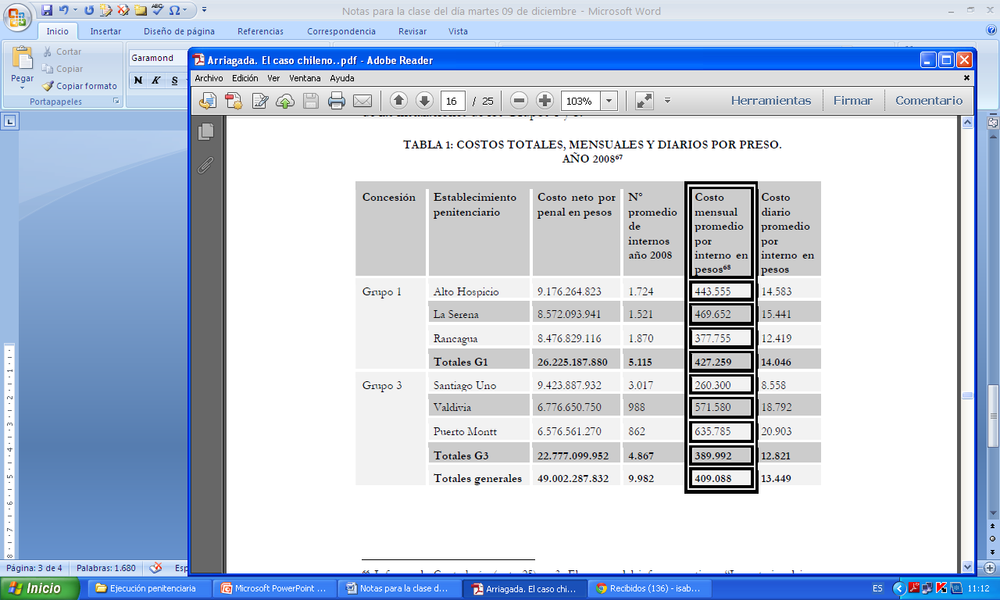 Notas para la clase del día martes 09 de diciembre - Microsoft Word
Inicio Insertar Diseño de página Referencias Correspondencia Revisar Vista
Pegar
Cortar
Copiar
Copiar formato
Portapapeles
Garamond
N K S
Arriagada. El caso chileno..pdf - Adobe Reader
Archivo Edición Ver Ventana Ayuda
16 / 25 103% Herramientas Firmar Comentario
TABLA 1: COSTOS TOTALES, MENSUALES Y DIARIOS POR PRESO.
AÑO 2008⁶⁷
Concesión Establecimiento penitenciario Costo neto por penal en pesos N° promedio de internos año 2008 Costo mensual promedio por interno en pesos⁶⁸ Costo diario promedio por interno en pesos
Grupo 1 Alto Hospicio 9.176.264.823 1.724 443.555 14.583
La Serena 8.572.093.941 1.521 469.652 15.441
Rancagua 8.476.829.116 1.870 377.755 12.419
Totales G1 26.225.187.880 5.115 427.259 14.046
Grupo 3 Santiago Uno 9.423.887.932 3.017 260.300 8.558
Valdivia 6.776.650.750 988 571.580 18.792
Puerto Montt 6.576.561.270 862 635.785 20.903
Totales G3 22.777.099.952 4.867 389.992 12.821
Totales generales 49.002.287.832 9.982 409.088 13.449
Página: 3 de 4 Palabras: 1.680 Esp
Inicio Ejecución penitenciaria Microsoft PowerPoint ... Notas para la clase d... Arriagada. El caso chi... Recibidos (136) - isab... ES 11:12